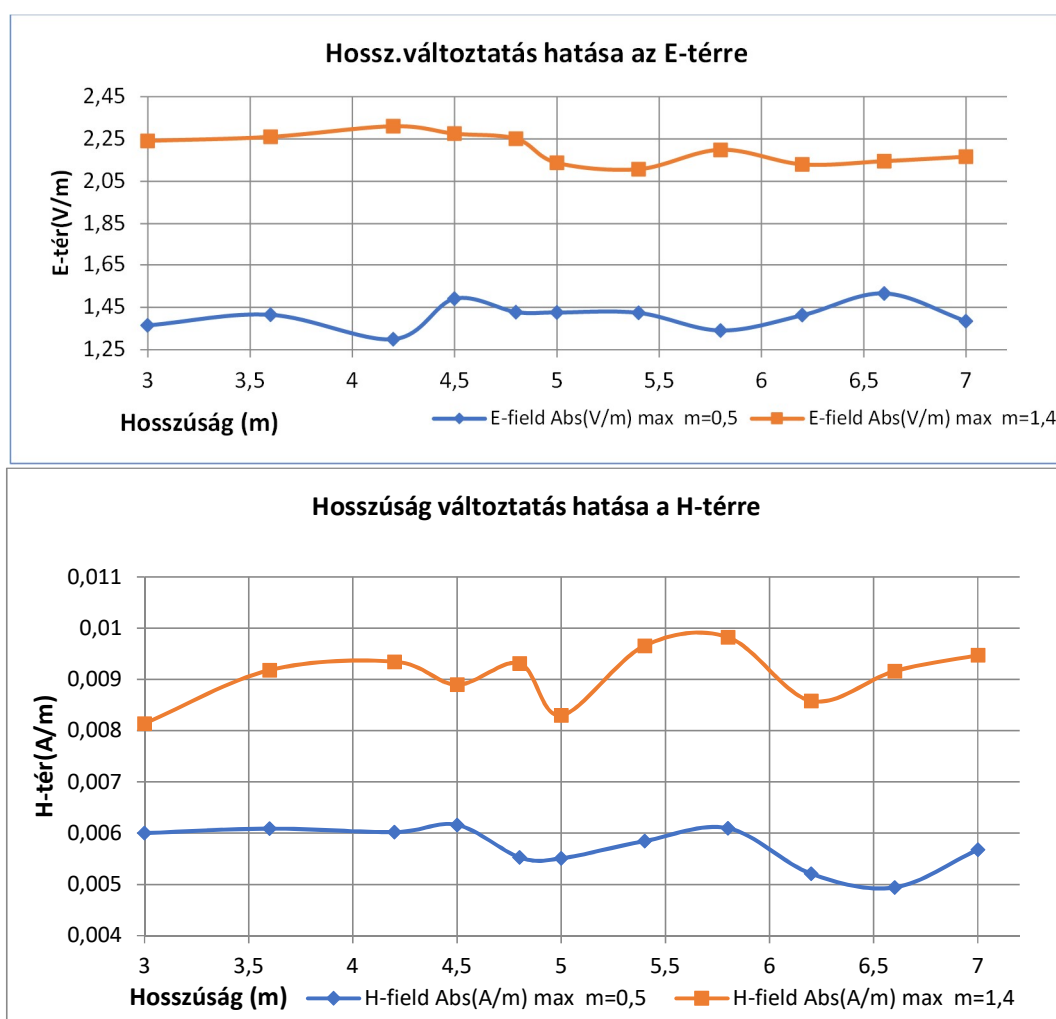 Hossz.változtatás hatása az E-térre
2,45
2,25
2,05
1,85
1,65
1,45
1,25
E-tér(V/m)
3 3,5 4 4,5 5 5,5 6 6,5 7
Hosszúság (m)
E-field Abs(V/m) max m=0,5 E-field Abs(V/m) max m=1,4
Hosszúság változtatás hatása a H-térre
0,011
0,01
0,009
0,008
0,007
0,006
0,005
0,004
H-tér(A/m)
3 3,5 4 4,5 5 5,5 6 6,5 7
Hosszúság (m) H-field Abs(A/m) max m=0,5 H-field Abs(A/m) max m=1,4